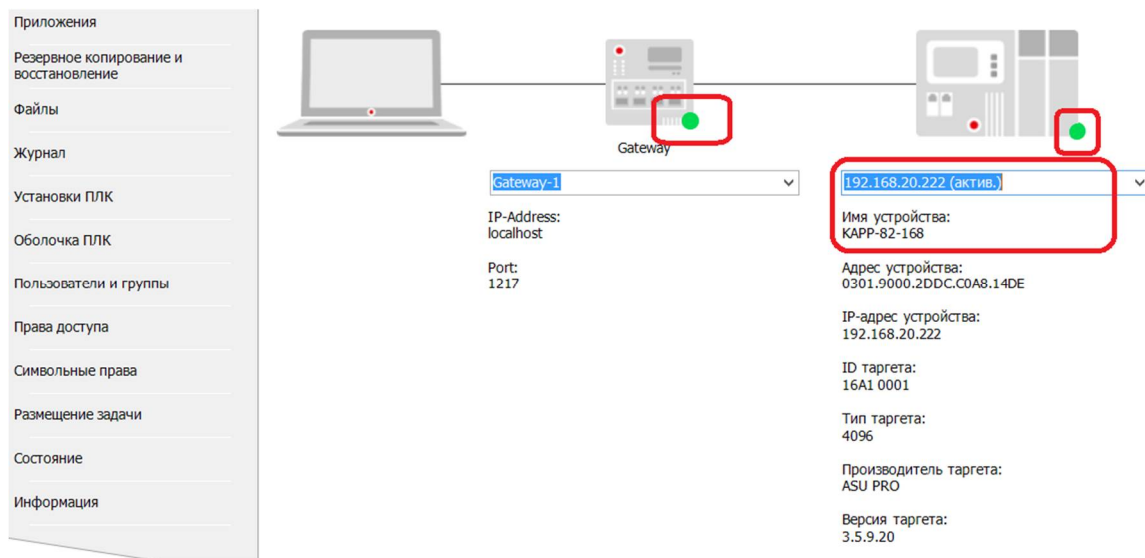 Приложения
Резервное копирование и
восстановление
Файлы
Журнал
Установки ПЛК
Оболочка ПЛК
Пользователи и группы
Права доступа
Символьные права
Размещение задачи
Состояние
Информация
Gateway
Gateway-1
IP-Address:
localhost
Port:
1217
192.168.20.222 (актив.)
Имя устройства:
KAPP-82-168
Адрес устройства:
0301.9000.2DDC.C0A8.14DE
IP-адрес устройства:
192.168.20.222
ID таргета:
16A1 0001
Тип таргета:
4096
Производитель таргета:
ASU PRO
Версия таргета:
3.5.9.20